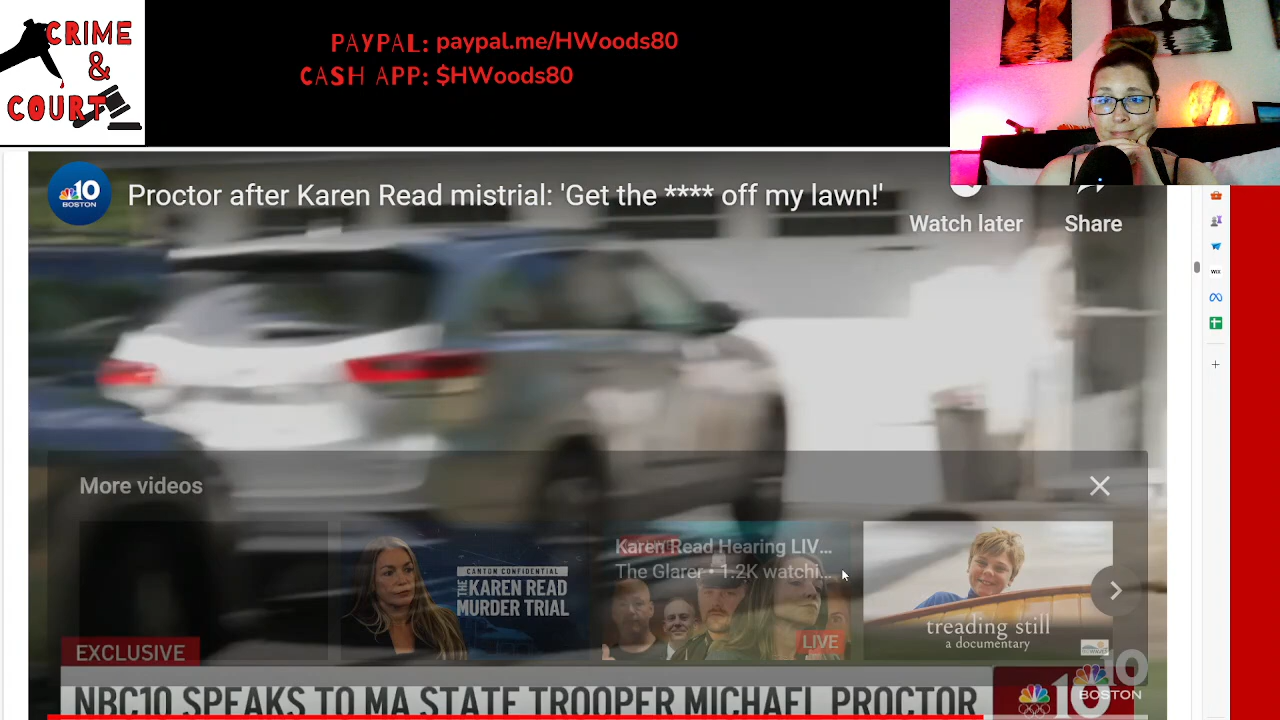 CRIME
&
COURT
PAYPAL: paypal.me/HWoods80
CASH APP: $HWoods80
10
BOSTON
Proctor after Karen Read mistrial: 'Get the **** off my lawn!'
Watch later
Share
WIX
More videos
CANTON CONFIDENTIAL
THE KAREN READ
MURDER TRIAL
Karen Read Hearing LIV...
The Glarer • 1.2K watchi...
LIVE
treading still
a documentary
EXCLUSIVE
NBC10 SPEAKS TO MA STATE TROOPER MICHAEL PROCTOR
10
BOSTON